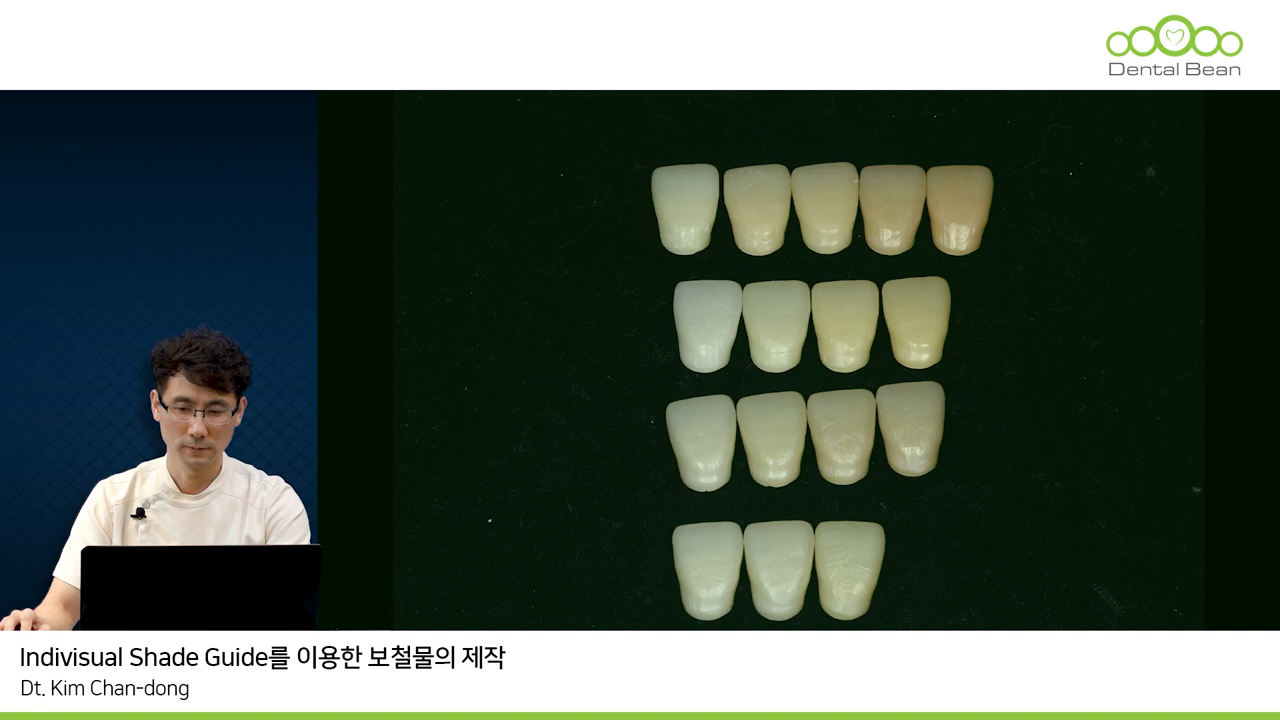 Dental Bean
Indivisual Shade Guide를 이용한 보철물의 제작
Dt. Kim Chan-dong